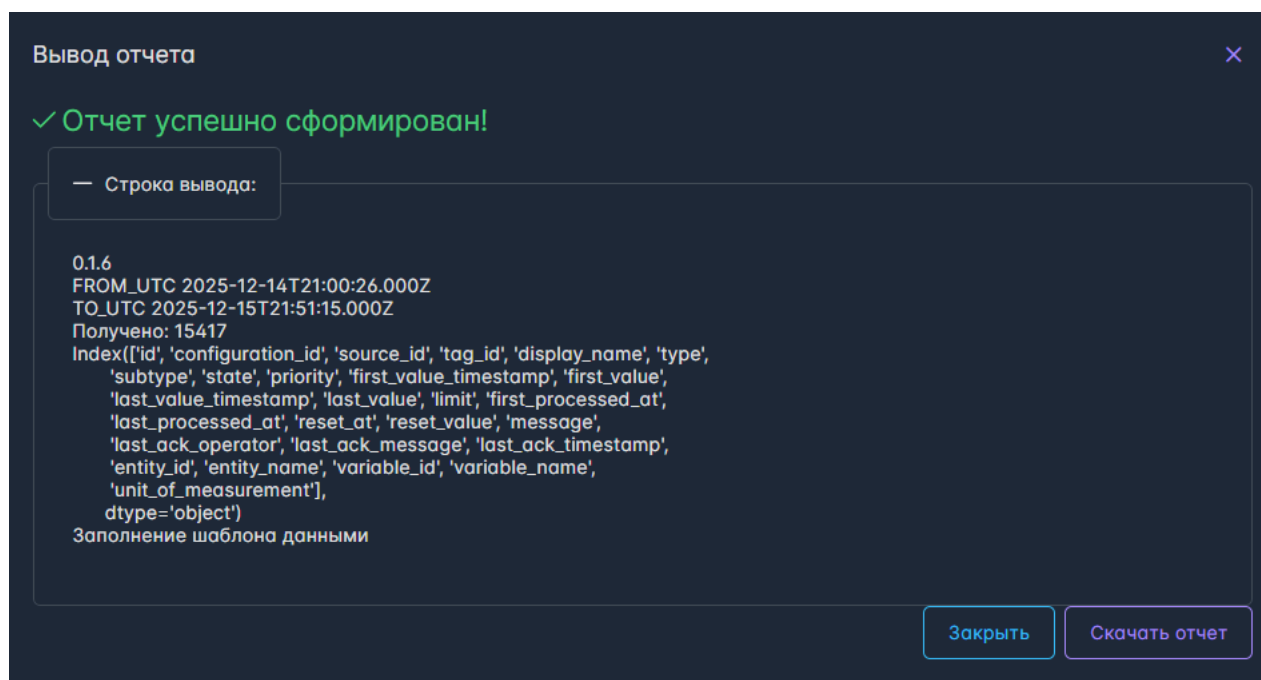 Вывод отчета
Отчет успешно сформирован!
Строка вывода:
0.1.6
FROM_UTC 2025-12-14T21:00:26.000Z
TO_UTC 2025-12-15T21:51:15.000Z
Получено: 15417
Index(['id', 'configuration_id', 'source_id', 'tag_id', 'display_name', 'type',
'subtype', 'state', 'priority', 'first_value_timestamp', 'first_value',
'last_value_timestamp', 'last_value', 'limit', 'first_processed_at',
'last_processed_at', 'reset_at', 'reset_value', 'message',
'last_ack_operator', 'last_ack_message', 'last_ack_timestamp',
'entity_id', 'entity_name', 'variable_id', 'variable_name',
'unit_of_measurement'],
dtype='object')
Заполнение шаблона данными
Закрыть
Скачать отчет